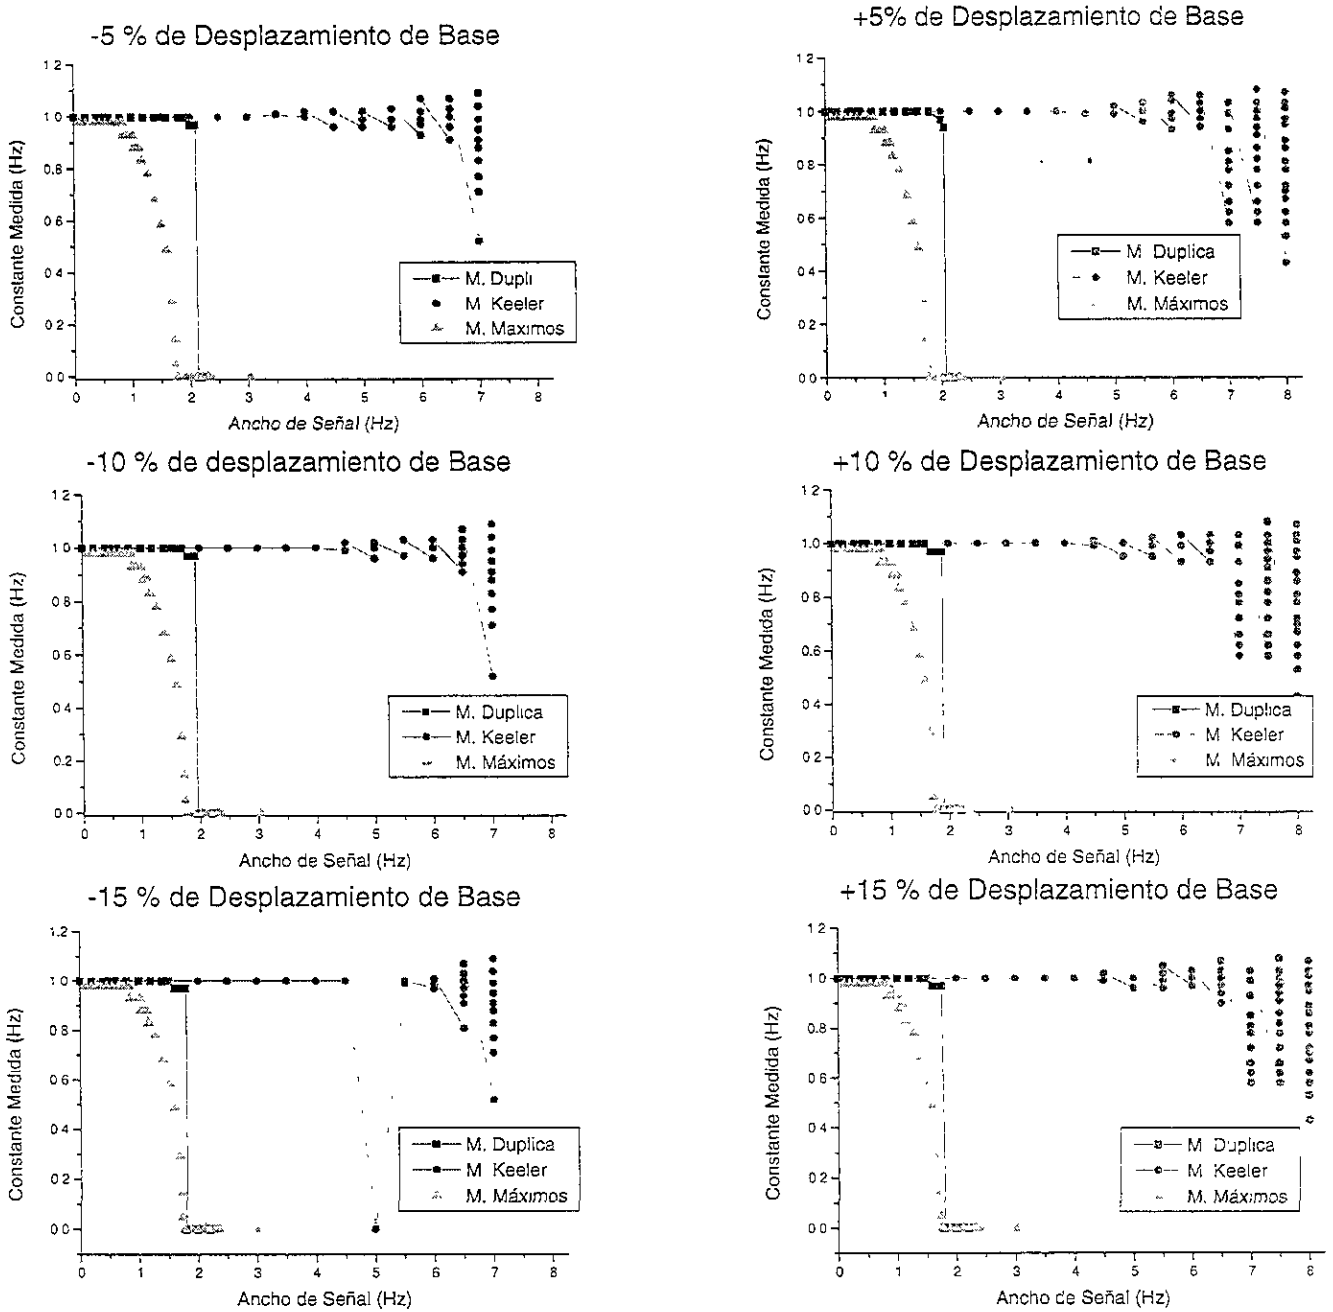 -5 % de Desplazamiento de Base
1 2
1.0
0 8
0 6
0 4
0 2
0 0
Constante Medida (Hz)
M. Dupli
M Keeler
M. Maximos
0 1 2 3 4 5 6 7 8
Ancho de Señal (Hz)
+5% de Desplazamiento de Base
1 2
1 0
0 8
0 6
0 4
0 2
0 0
Constante Medida (Hz)
M Duplica
M Keeler
M. Máximos
0 1 2 3 4 5 6 7 8
Ancho de Señal (Hz)
-10 % de desplazamiento de Base
1 2
1.0
0 8
0 6
0 4
0 2
0 0
Constante Medida (Hz)
M. Duplica
M. Keeler
M. Máximos
0 1 2 3 4 5 6 7 8
Ancho de Señal (Hz)
+10 % de Desplazamiento de Base
1 2
1 0
0 8
0 6
0 4
0 2
0 0
Constante Medida (Hz)
M. Duplica
M Keeler
M Máximos
0 1 2 3 4 5 6 7 8
Ancho de Señal (Hz)
-15 % de Desplazamiento de Base
1.2
1 0
0 8
0 6
0 4
0 2
0 0
Constante Medida (Hz)
M. Duplica
M Keeler
M. Máximos
0 1 2 3 4 5 6 7 8
Ancho de Señal (Hz)
+15 % de Desplazamiento de Base
1 2
1 0
0 8
0 6
0 4
0 2
0 0
Constante Medida (Hz)
M Duplica
M Keeler
M. Máximos
0 1 2 3 4 5 6 7 8
Ancho de Señal (Hz)